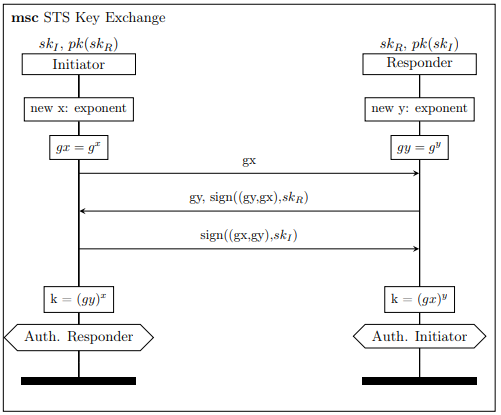 msc STS Key Exchange
sk_I, pk(sk_R)
sk_R, pk(sk_I)
Initiator
Responder
new x: exponent
new y: exponent
gx = g^x
gy = g^y
gx
gy, sign((gy,gx),sk_R)
sign((gx,gy),sk_I)
k = (gy)^x
k = (gx)^y
Auth. Responder
Auth. Initiator